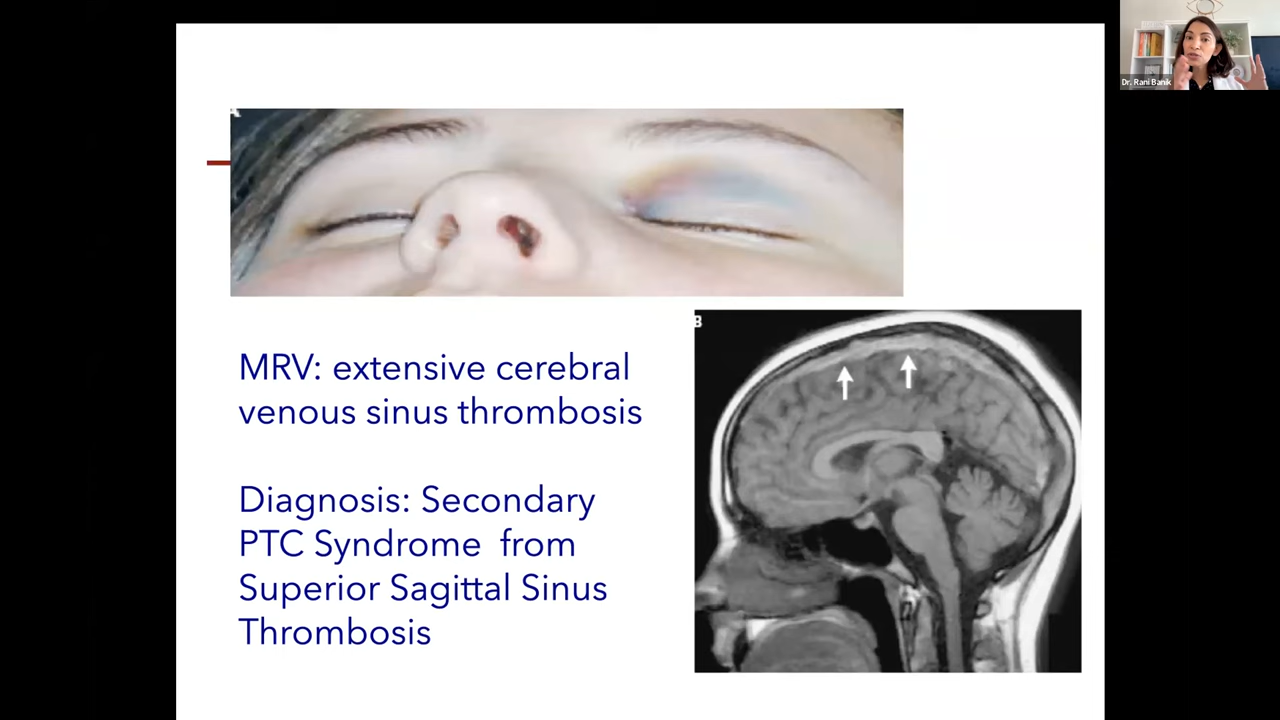 Dr. Rani Banik
A
MRV: extensive cerebral
venous sinus thrombosis
B
Diagnosis: Secondary
PTC Syndrome from
Superior Sagittal Sinus
Thrombosis